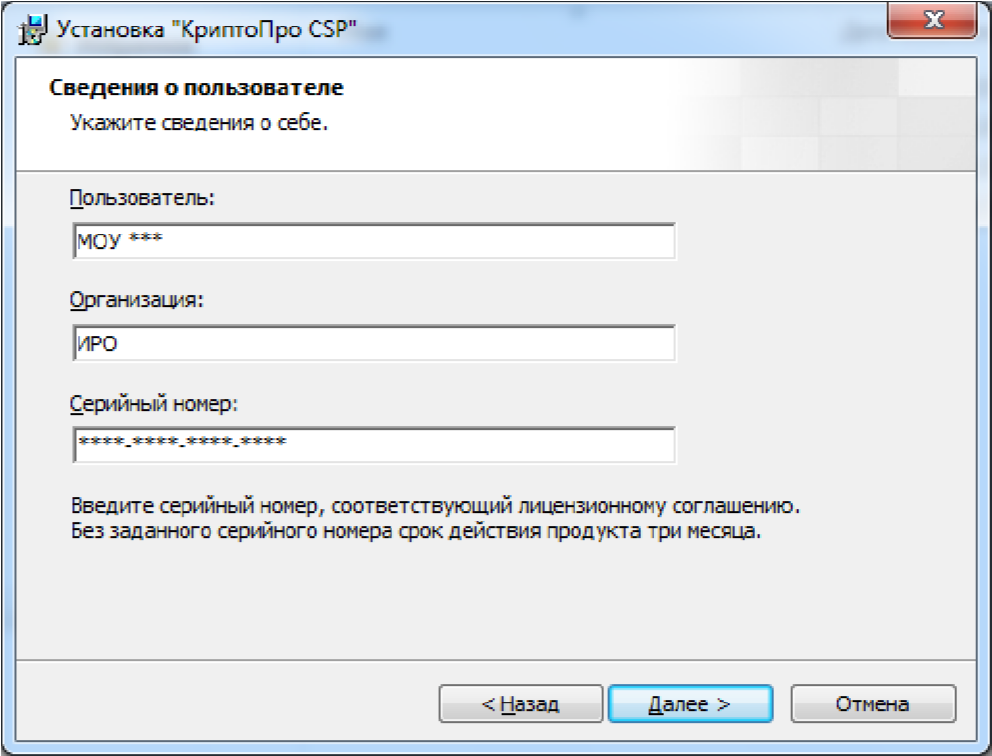 Установка "КриптоПро CSP"
Сведения о пользователе
Укажите сведения о себе.
Пользователь:
МОУ ***
Организация:
ИРО
Серийный номер:
****-****-****-****
Введите серийный номер, соответствующий лицензионному соглашению.
Без заданного серийного номера срок действия продукта три месяца.
< Назад
Далее >
Отмена